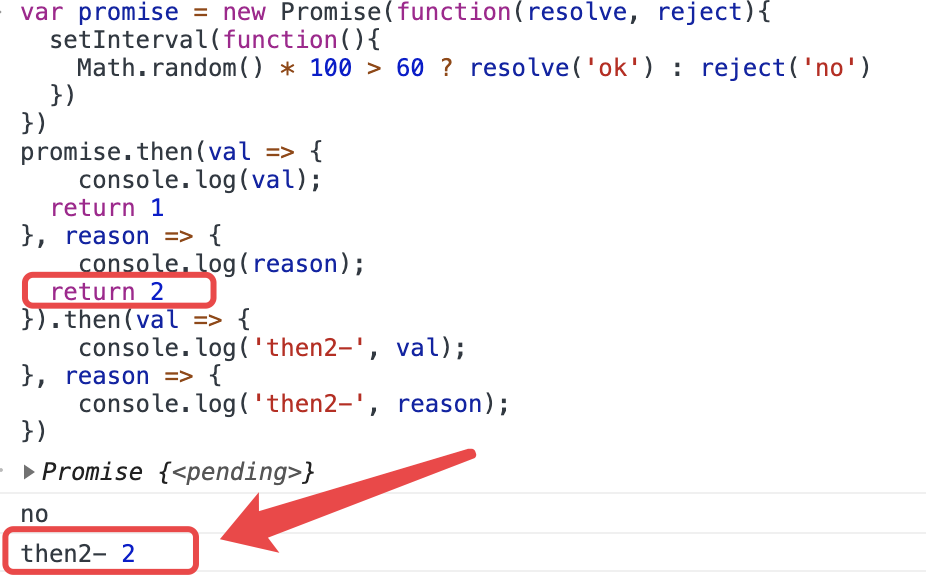 var promise = new Promise(function(resolve, reject){
  setInterval(function(){
    Math.random() * 100 > 60 ? resolve('ok') : reject('no')
  })
})
promise.then(val => {
    console.log(val);
  return 1
}, reason => {
    console.log(reason);
  return 2
}).then(val => {
    console.log('then2-', val);
}, reason => {
    console.log('then2-', reason);
})
Promise {<pending>}
no
then2- 2